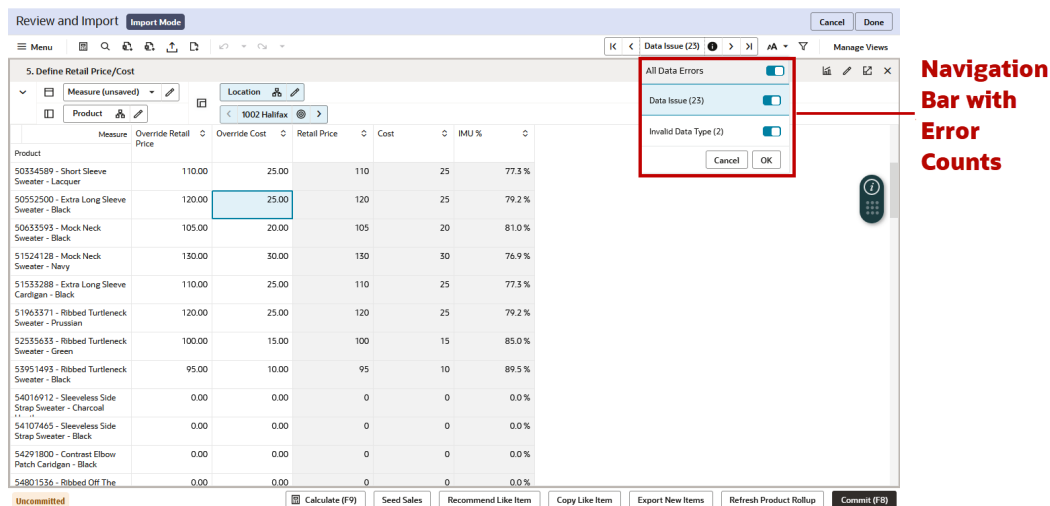 Review and Import Import Mode Cancel Done
Menu Data Issue (23) Manage Views
5. Define Retail Price/Cost
All Data Errors
Data Issue (23)
Invalid Data Type (2)
Cancel OK
Navigation
Bar with
Error
Counts
Measure (unsaved) Location
Product 1002 Halifax
Measure Override Retail Override Cost Retail Price Cost IMU %
Price
Product
50334589 - Short Sleeve 110.00 25.00 110 25 77.3 %
Sweater - Lacquer
50552500 - Extra Long Sleeve 120.00 25.00 120 25 79.2 %
Sweater - Black
50633593 - Mock Neck 105.00 20.00 105 20 81.0 %
Sweater - Black
51524128 - Mock Neck 130.00 30.00 130 30 76.9 %
Sweater - Navy
51533288 - Extra Long Sleeve 110.00 25.00 110 25 77.3 %
Cardigan - Black
51963371 - Ribbed Turtleneck 120.00 25.00 120 25 79.2 %
Sweater - Prussian
52535633 - Ribbed Turtleneck 100.00 15.00 100 15 85.0 %
Sweater - Green
53951493 - Ribbed Turtleneck 95.00 10.00 95 10 89.5 %
Sweater - Black
54016912 - Sleeveless Side 0.00 0.00 0 0 0.0 %
Strap Sweater - Charcoal
54107465 - Sleeveless Side 0.00 0.00 0 0 0.0 %
Strap Sweater - Black
54291800 - Contrast Elbow 0.00 0.00 0 0 0.0 %
Patch Caridgan - Black
54801536 - Ribbed Off The 0.00 0.00 0 0 0.0 %
Uncommitted Calculate (F9) Seed Sales Recommend Like Item Copy Like Item Export New Items Refresh Product Rollup Commit (F8)